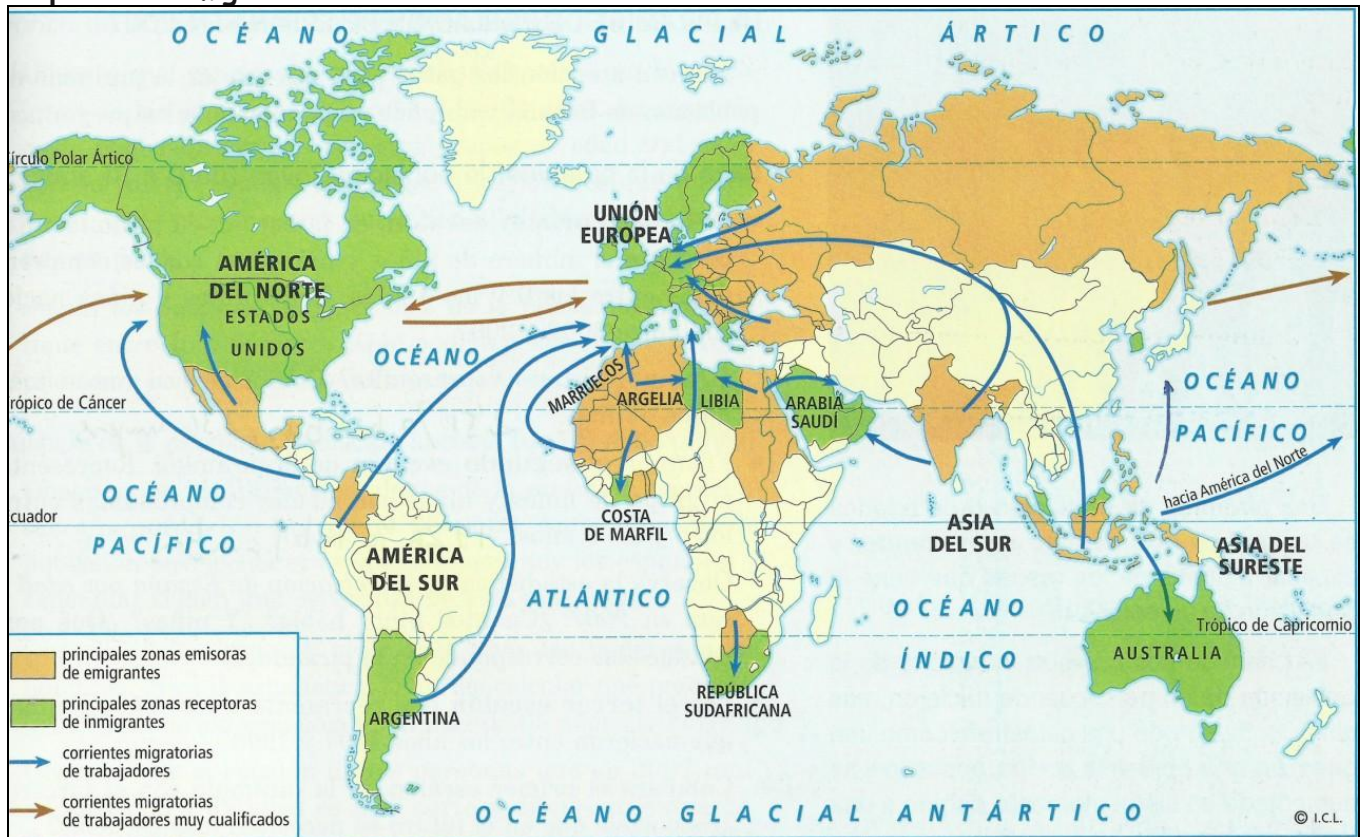 OCÉANO GLACIAL ÁRTICO
írculo Polar Ártico
UNIÓN
EUROPEA
AMÉRICA
DEL NORTE
ESTADOS
UNIDOS
OCÉANO
ATLÁNTICO
MARRUECOS
ARGELIA
LIBIA
ARABIA
SAUDÍ
OCÉANO
PACÍFICO
rópico de Cáncer
hacia América del Norte
OCÉANO
PACÍFICO
cuador
COSTA
DE MARFIL
ASIA
DEL SUR
ASIA DEL
SURESTE
AMÉRICA
DEL SUR
OCÉANO
ÍNDICO
Trópico de Capricornio
AUSTRALIA
REPÚBLICA
SUDAFRICANA
ARGENTINA
principales zonas emisoras
de emigrantes
principales zonas receptoras
de inmigrantes
corrientes migratorias
de trabajadores
corrientes migratorias
de trabajadores muy cualificados
OCÉANO GLACIAL ANTÁRTICO
© I.C.L.